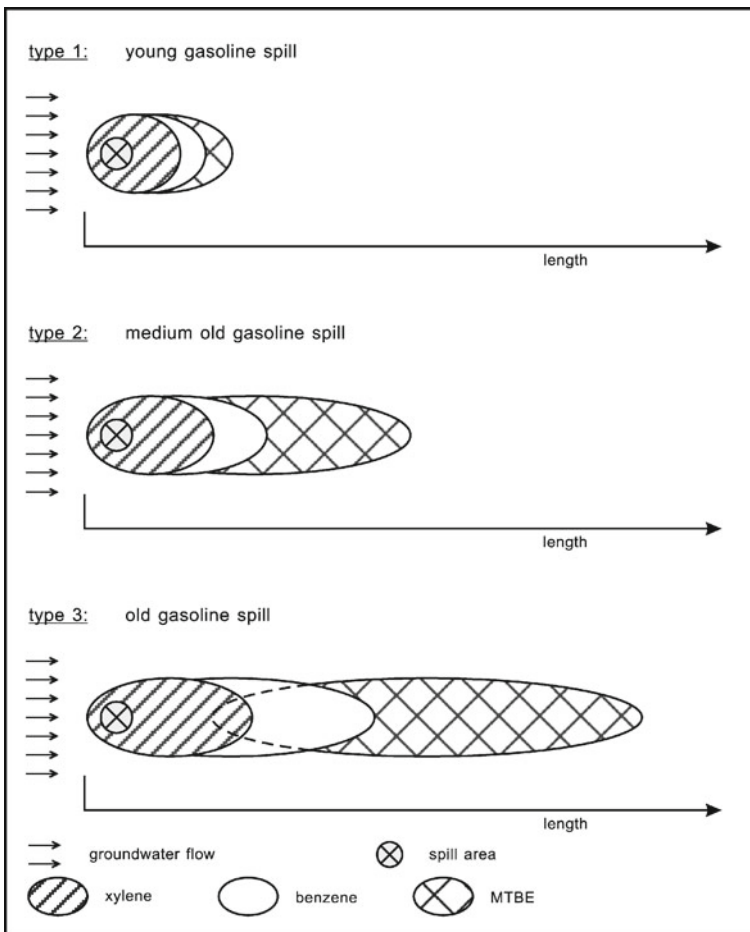 type 1: young gasoline spill
length
type 2: medium old gasoline spill
length
type 3: old gasoline spill
length
groundwater flow spill area
xylene benzene MTBE